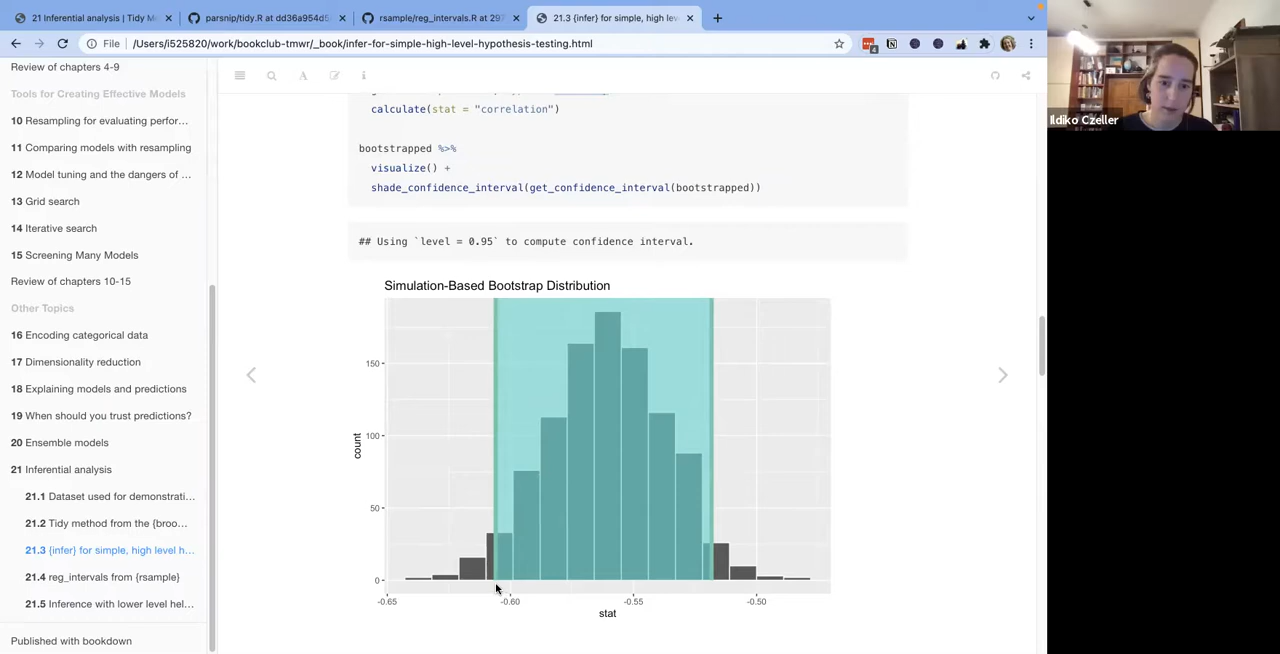 21 Inferential analysis | Tidy M
parsnip/tidy.R at dd36a954d5
rsample/reg_intervals.R at 29
21.3 {infer} for simple, high lev
File
/Users/i525820/work/bookclub-tmwr/_book/infer-for-simple-high-level-hypothesis-testing.html
Review of chapters 4-9
Tools for Creating Effective Models
10 Resampling for evaluating perfor...
11 Comparing models with resampling
12 Model tuning and the dangers of ...
13 Grid search
14 Iterative search
15 Screening Many Models
Review of chapters 10-15
Other Topics
16 Encoding categorical data
17 Dimensionality reduction
18 Explaining models and predictions
19 When should you trust predictions?
20 Ensemble models
21 Inferential analysis
21.1 Dataset used for demonstrati...
21.2 Tidy method from the {broo...
21.3 {infer} for simple, high level h...
21.4 reg_intervals from {rsample}
21.5 Inference with lower level hel...
Published with bookdown
calculate(stat = "correlation")
bootstrapped %>%
visualize() +
shade_confidence_interval(get_confidence_interval(bootstrapped))
## Using `level = 0.95` to compute confidence interval.
Simulation-Based Bootstrap Distribution
150
100
50
0
count
-0.65
-0.60
-0.55
-0.50
stat
Ildiko Czeller